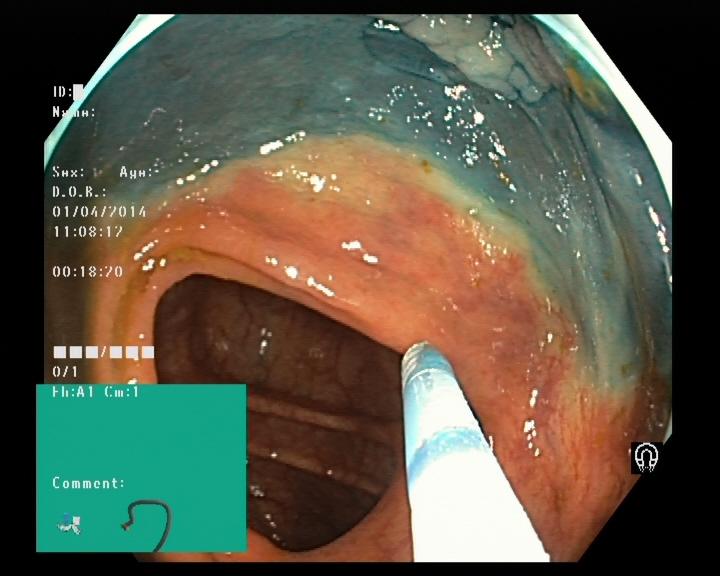 ID:
Name:
Sex: Age:
D.O.B.:
01/04/2014
11:08:12
00:18:20
0/1
Eh:A1 Cm:1
Comment: